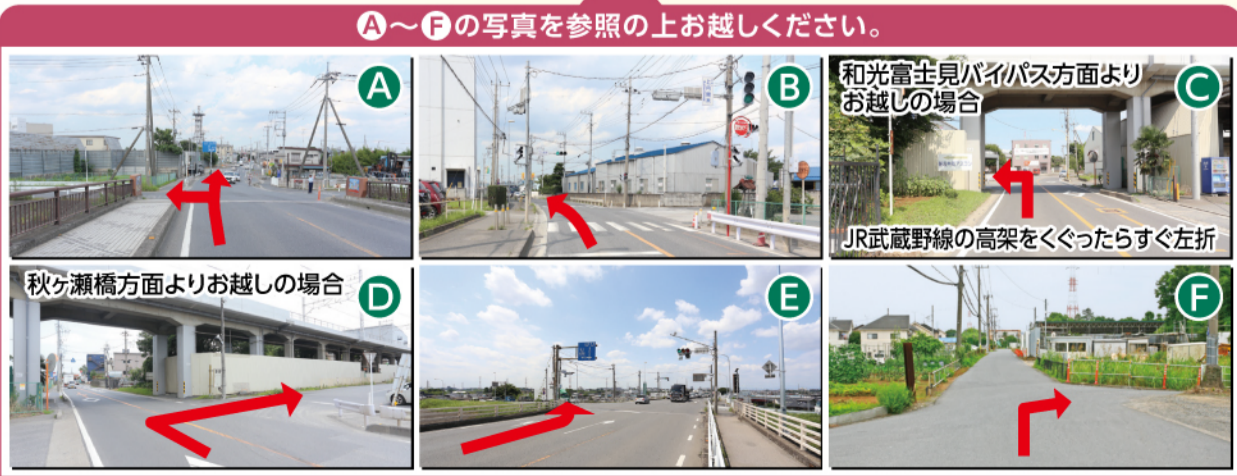 A～Fの写真を参照の上お越しください。
A
B
和光富士見バイパス方面より
お越しの場合
C
JR武蔵野線の高架をくぐったらすぐ左折
秋ヶ瀬橋方面よりお越しの場合
D
E
F